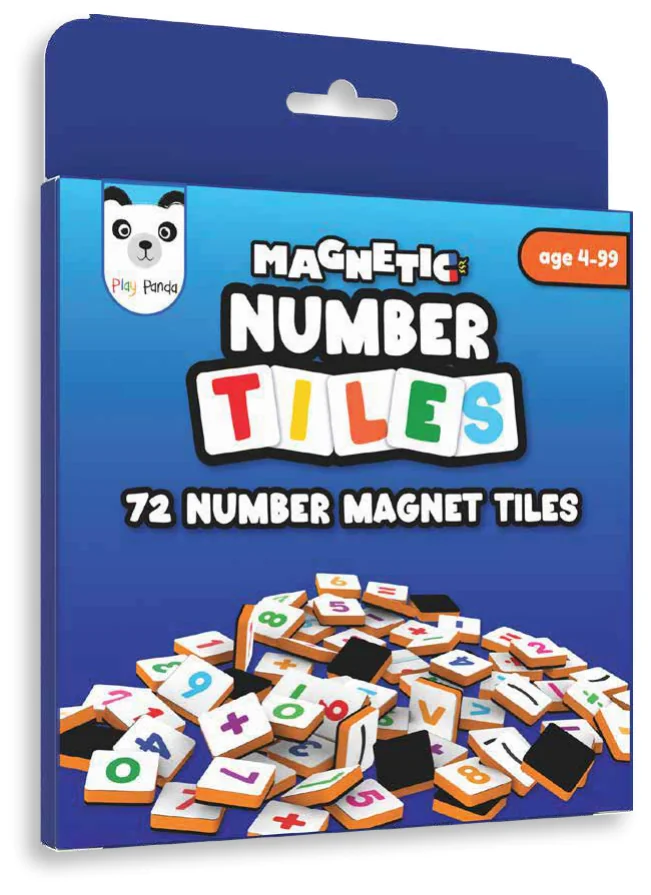 Play Panda
age 4-99
MAGNETIC
NUMBER
TILES
72 NUMBER MAGNET TILES